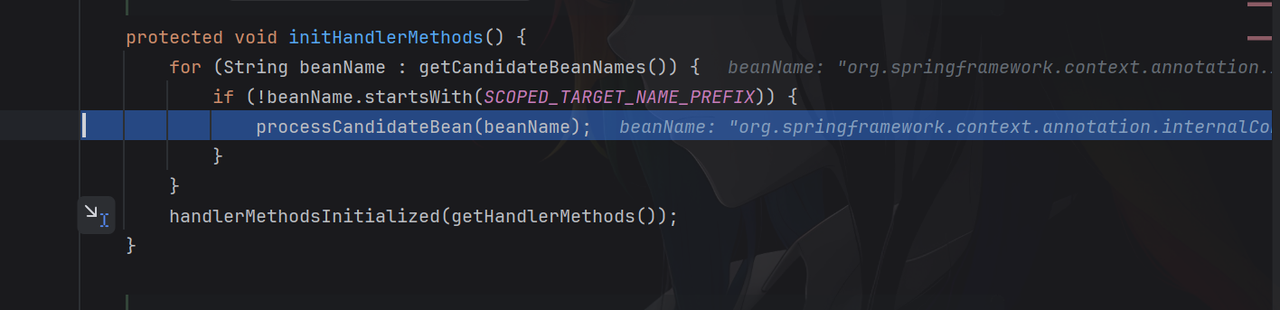 protected void initHandlerMethods() {
for (String beanName : getCandidateBeanNames()) { beanName: "org.springframework.context.annotation.
if (!beanName.startsWith(SCOPED_TARGET_NAME_PREFIX)) {
processCandidateBean(beanName); beanName: "org.springframework.context.annotation.internalCo
}
}
handlerMethodsInitialized(getHandlerMethods());
}